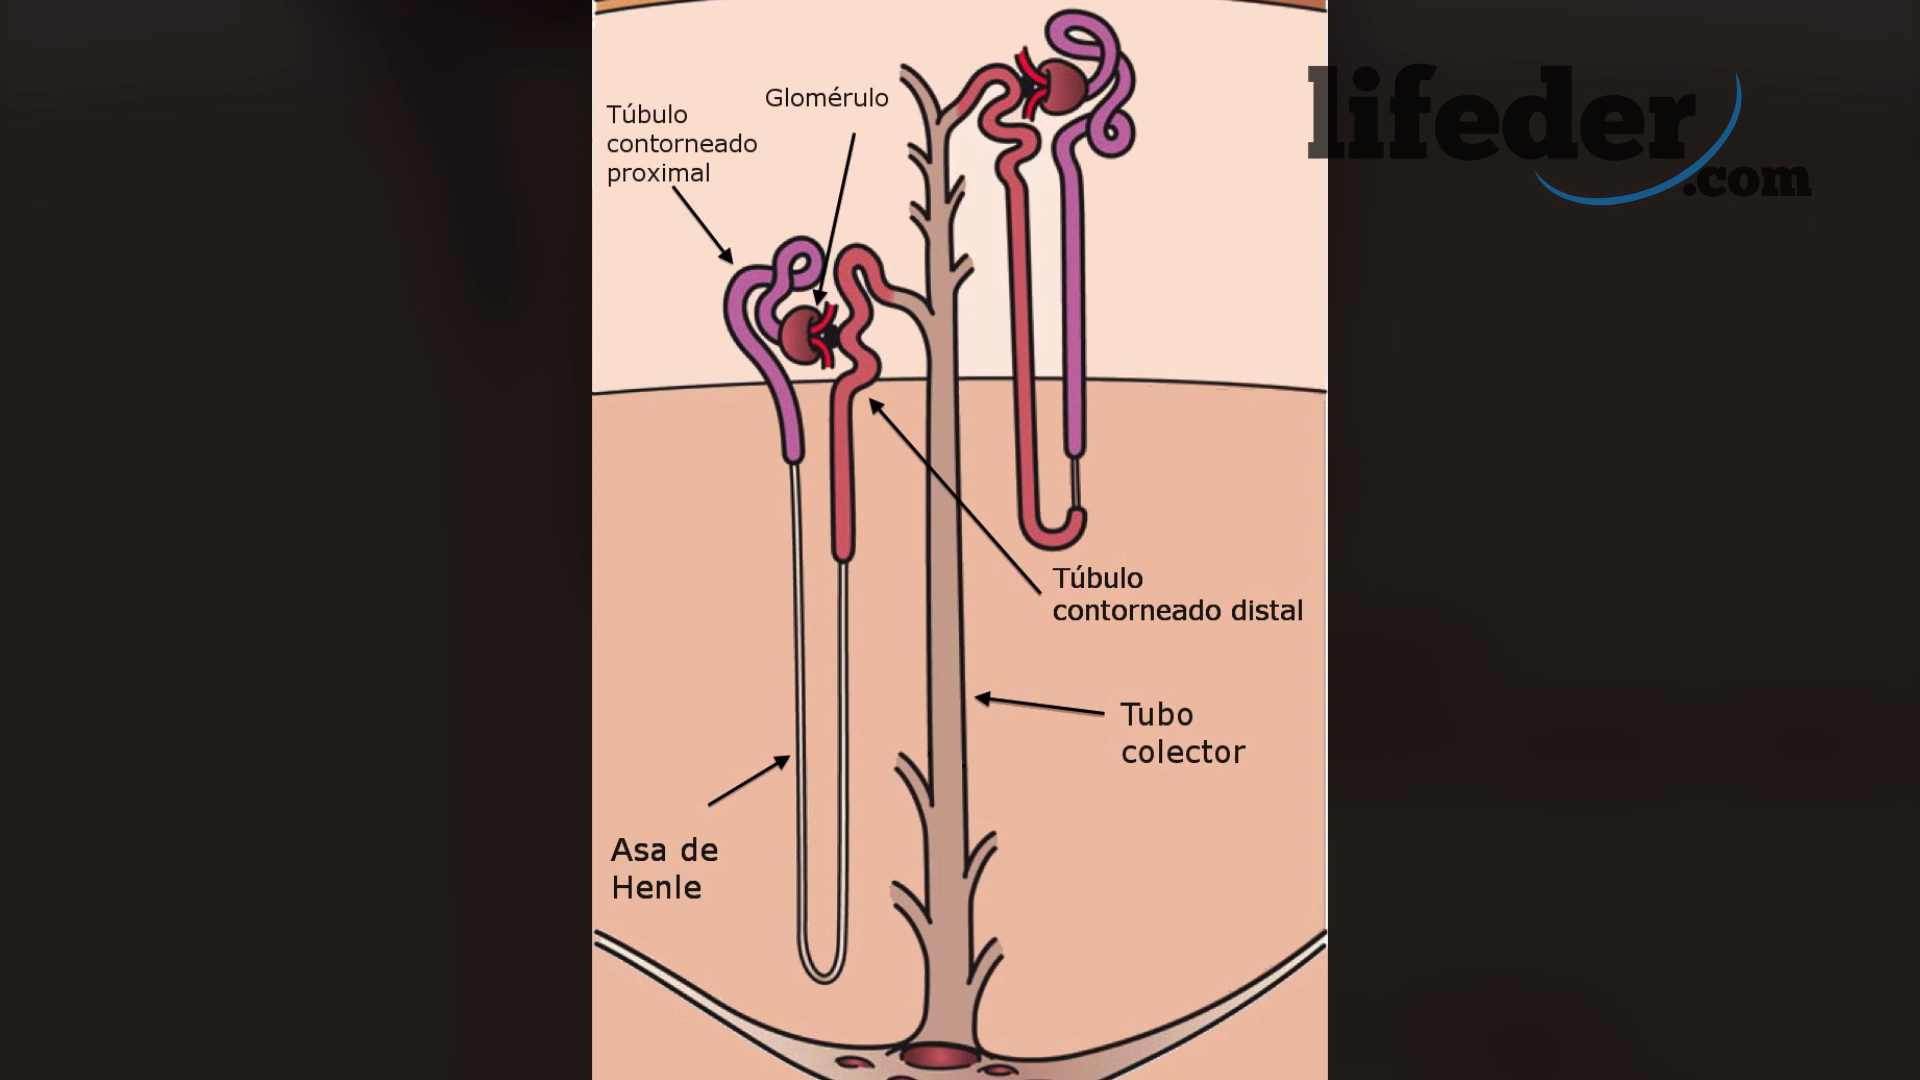 lifeder
.com
Glomérulo
Túbulo
contorneado
proximal
Túbulo
contorneado distal
Tubo
colector
Asa de
Henle